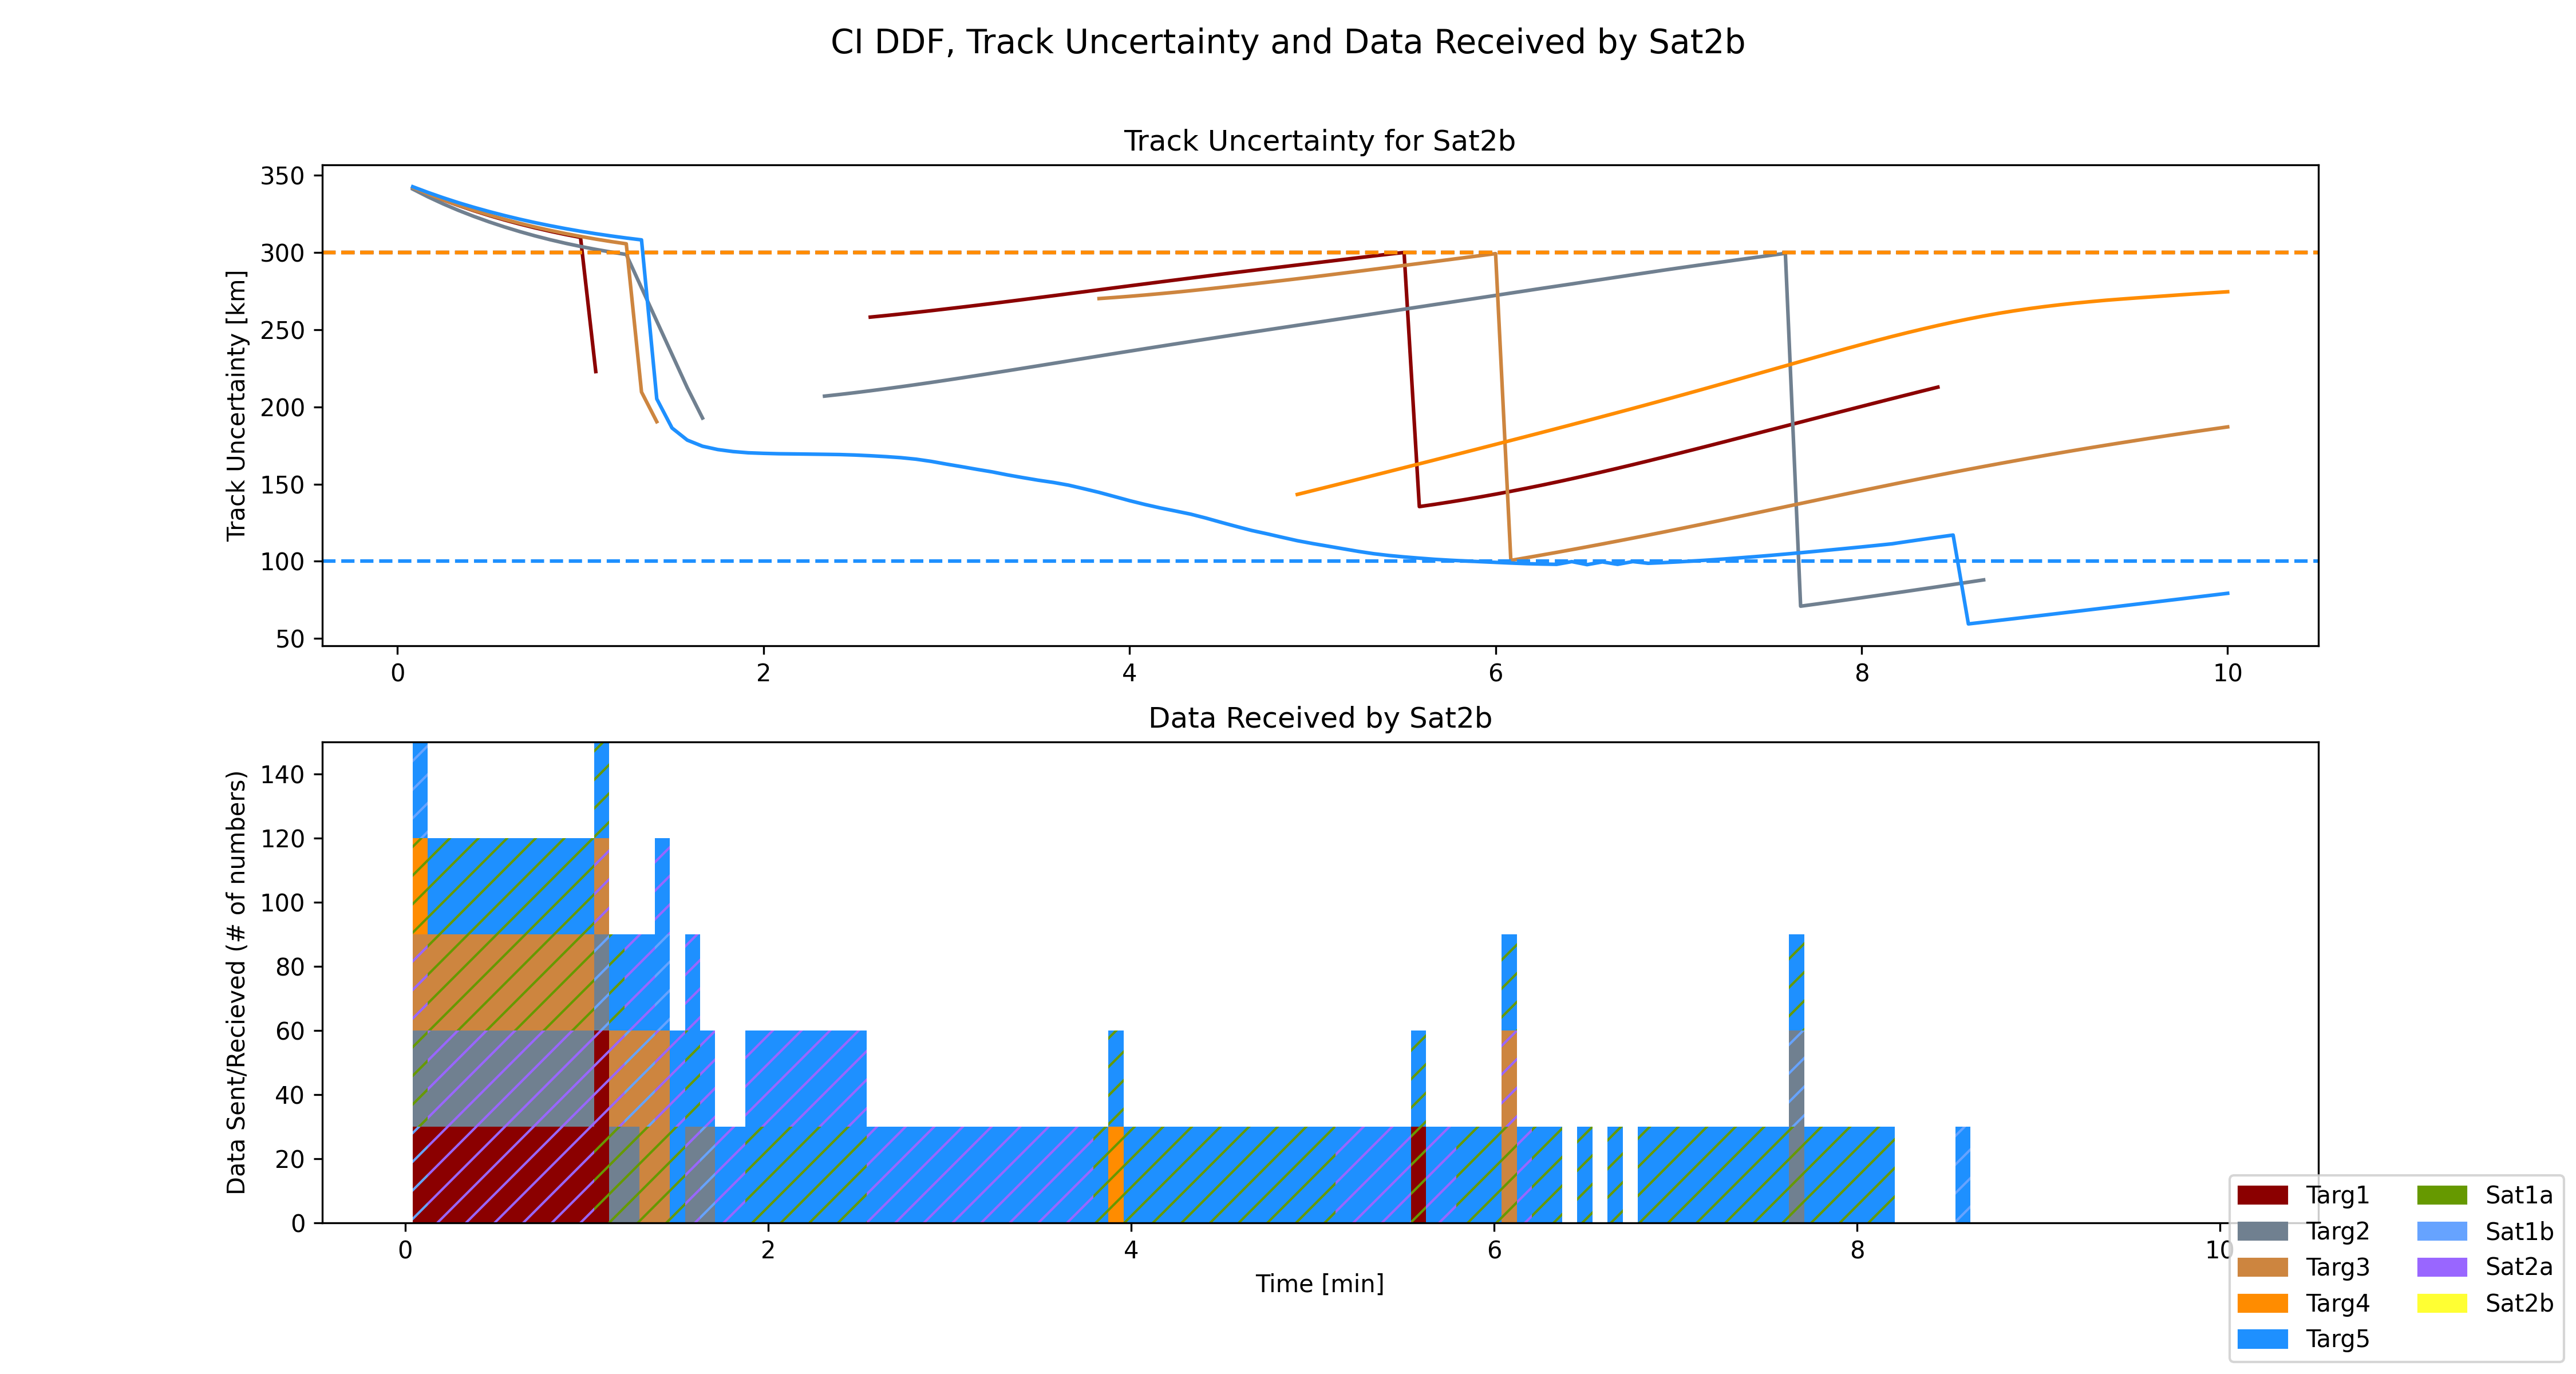 CI DDF, Track Uncertainty and Data Received by Sat2b
Track Uncertainty for Sat2b
Track Uncertainty [km]
350
300
250
200
150
100
50
0 2 4 6 8 10
Data Received by Sat2b
Data Sent/Recieved (# of numbers)
140
120
100
80
60
40
20
0
0 2 4 6 8 10
Time [min]
Targ1 Sat1a
Targ2 Sat1b
Targ3 Sat2a
Targ4 Sat2b
Targ5